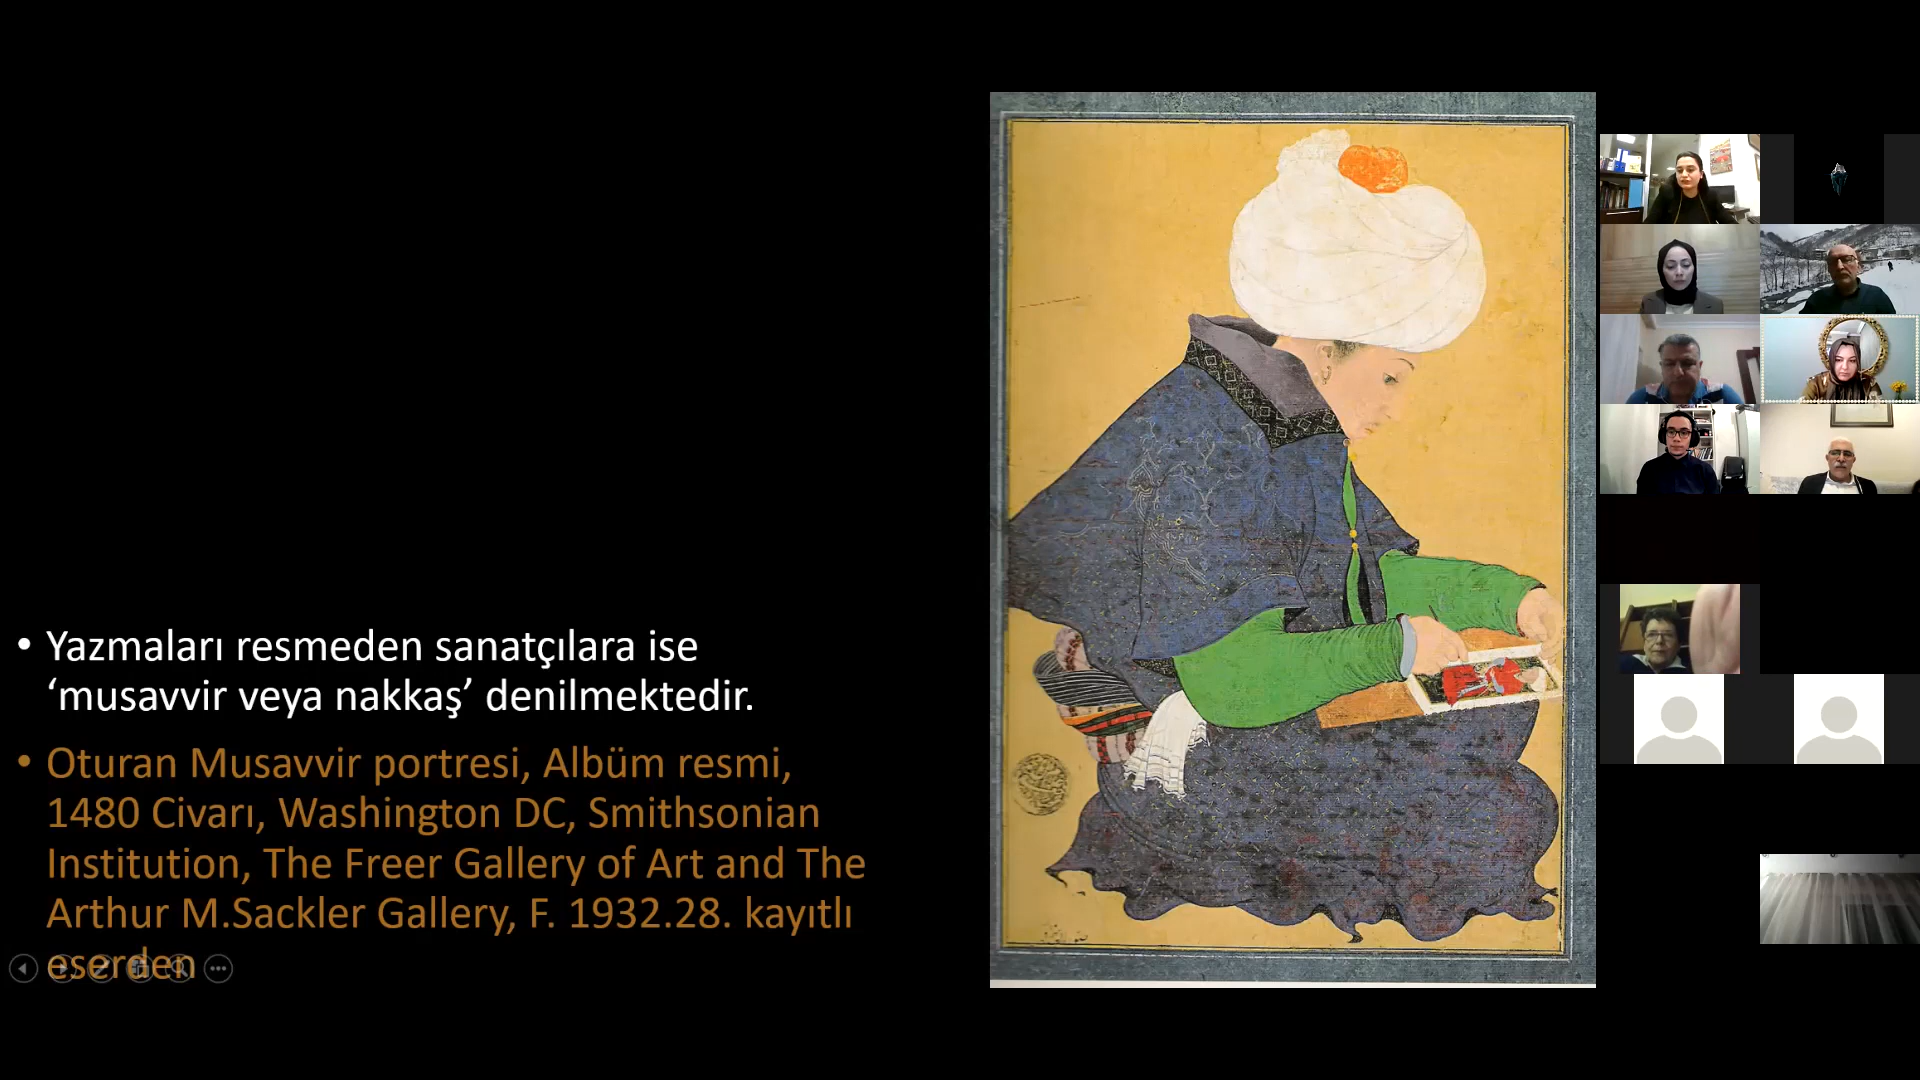 • Yazmaları resmeden sanatçılara ise
‘musavvir veya nakkaş’ denilmektedir.
• Oturan Musavvir portresi, Albüm resmi,
1480 Civarı, Washington DC, Smithsonian
Institution, The Freer Gallery of Art and The
Arthur M.Sackler Gallery, F. 1932.28. kayıtlı
eserden